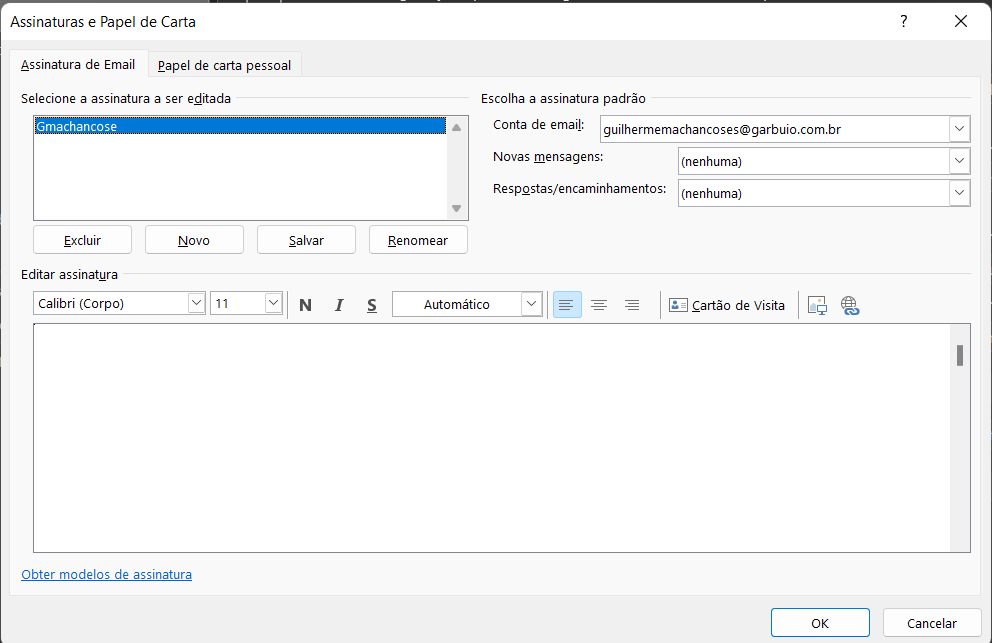 Assinaturas e Papel de Carta
?
Assinatura de Email
Papel de carta pessoal
Selecione a assinatura a ser editada
Gmachancose
Excluir
Novo
Salvar
Renomear
Escolha a assinatura padrão
Conta de email:
guilhermemachancoses@garbuio.com.br
Novas mensagens:
(nenhuma)
Respostas/encaminhamentos:
(nenhuma)
Editar assinatura
Calibri (Corpo)
11
N
I
S
Automático
Cartão de Visita
Obter modelos de assinatura
OK
Cancelar